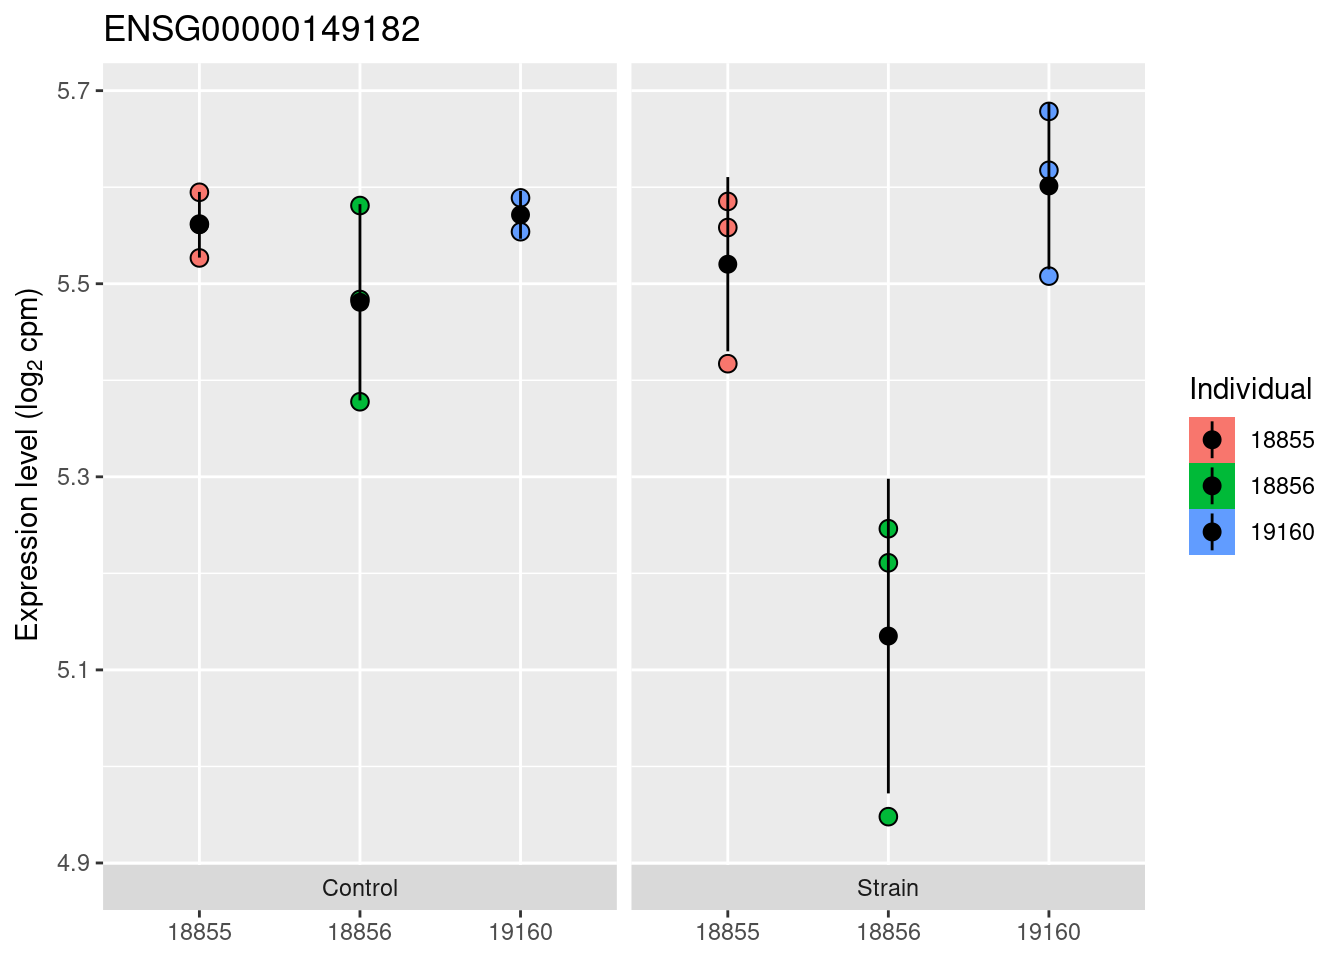 ENSG00000149182
Expression level (log2 cpm)
5.7
5.5
5.3
5.1
4.9
Control
Strain
18855 18856 19160
18855 18856 19160
Individual
18855
18856
19160